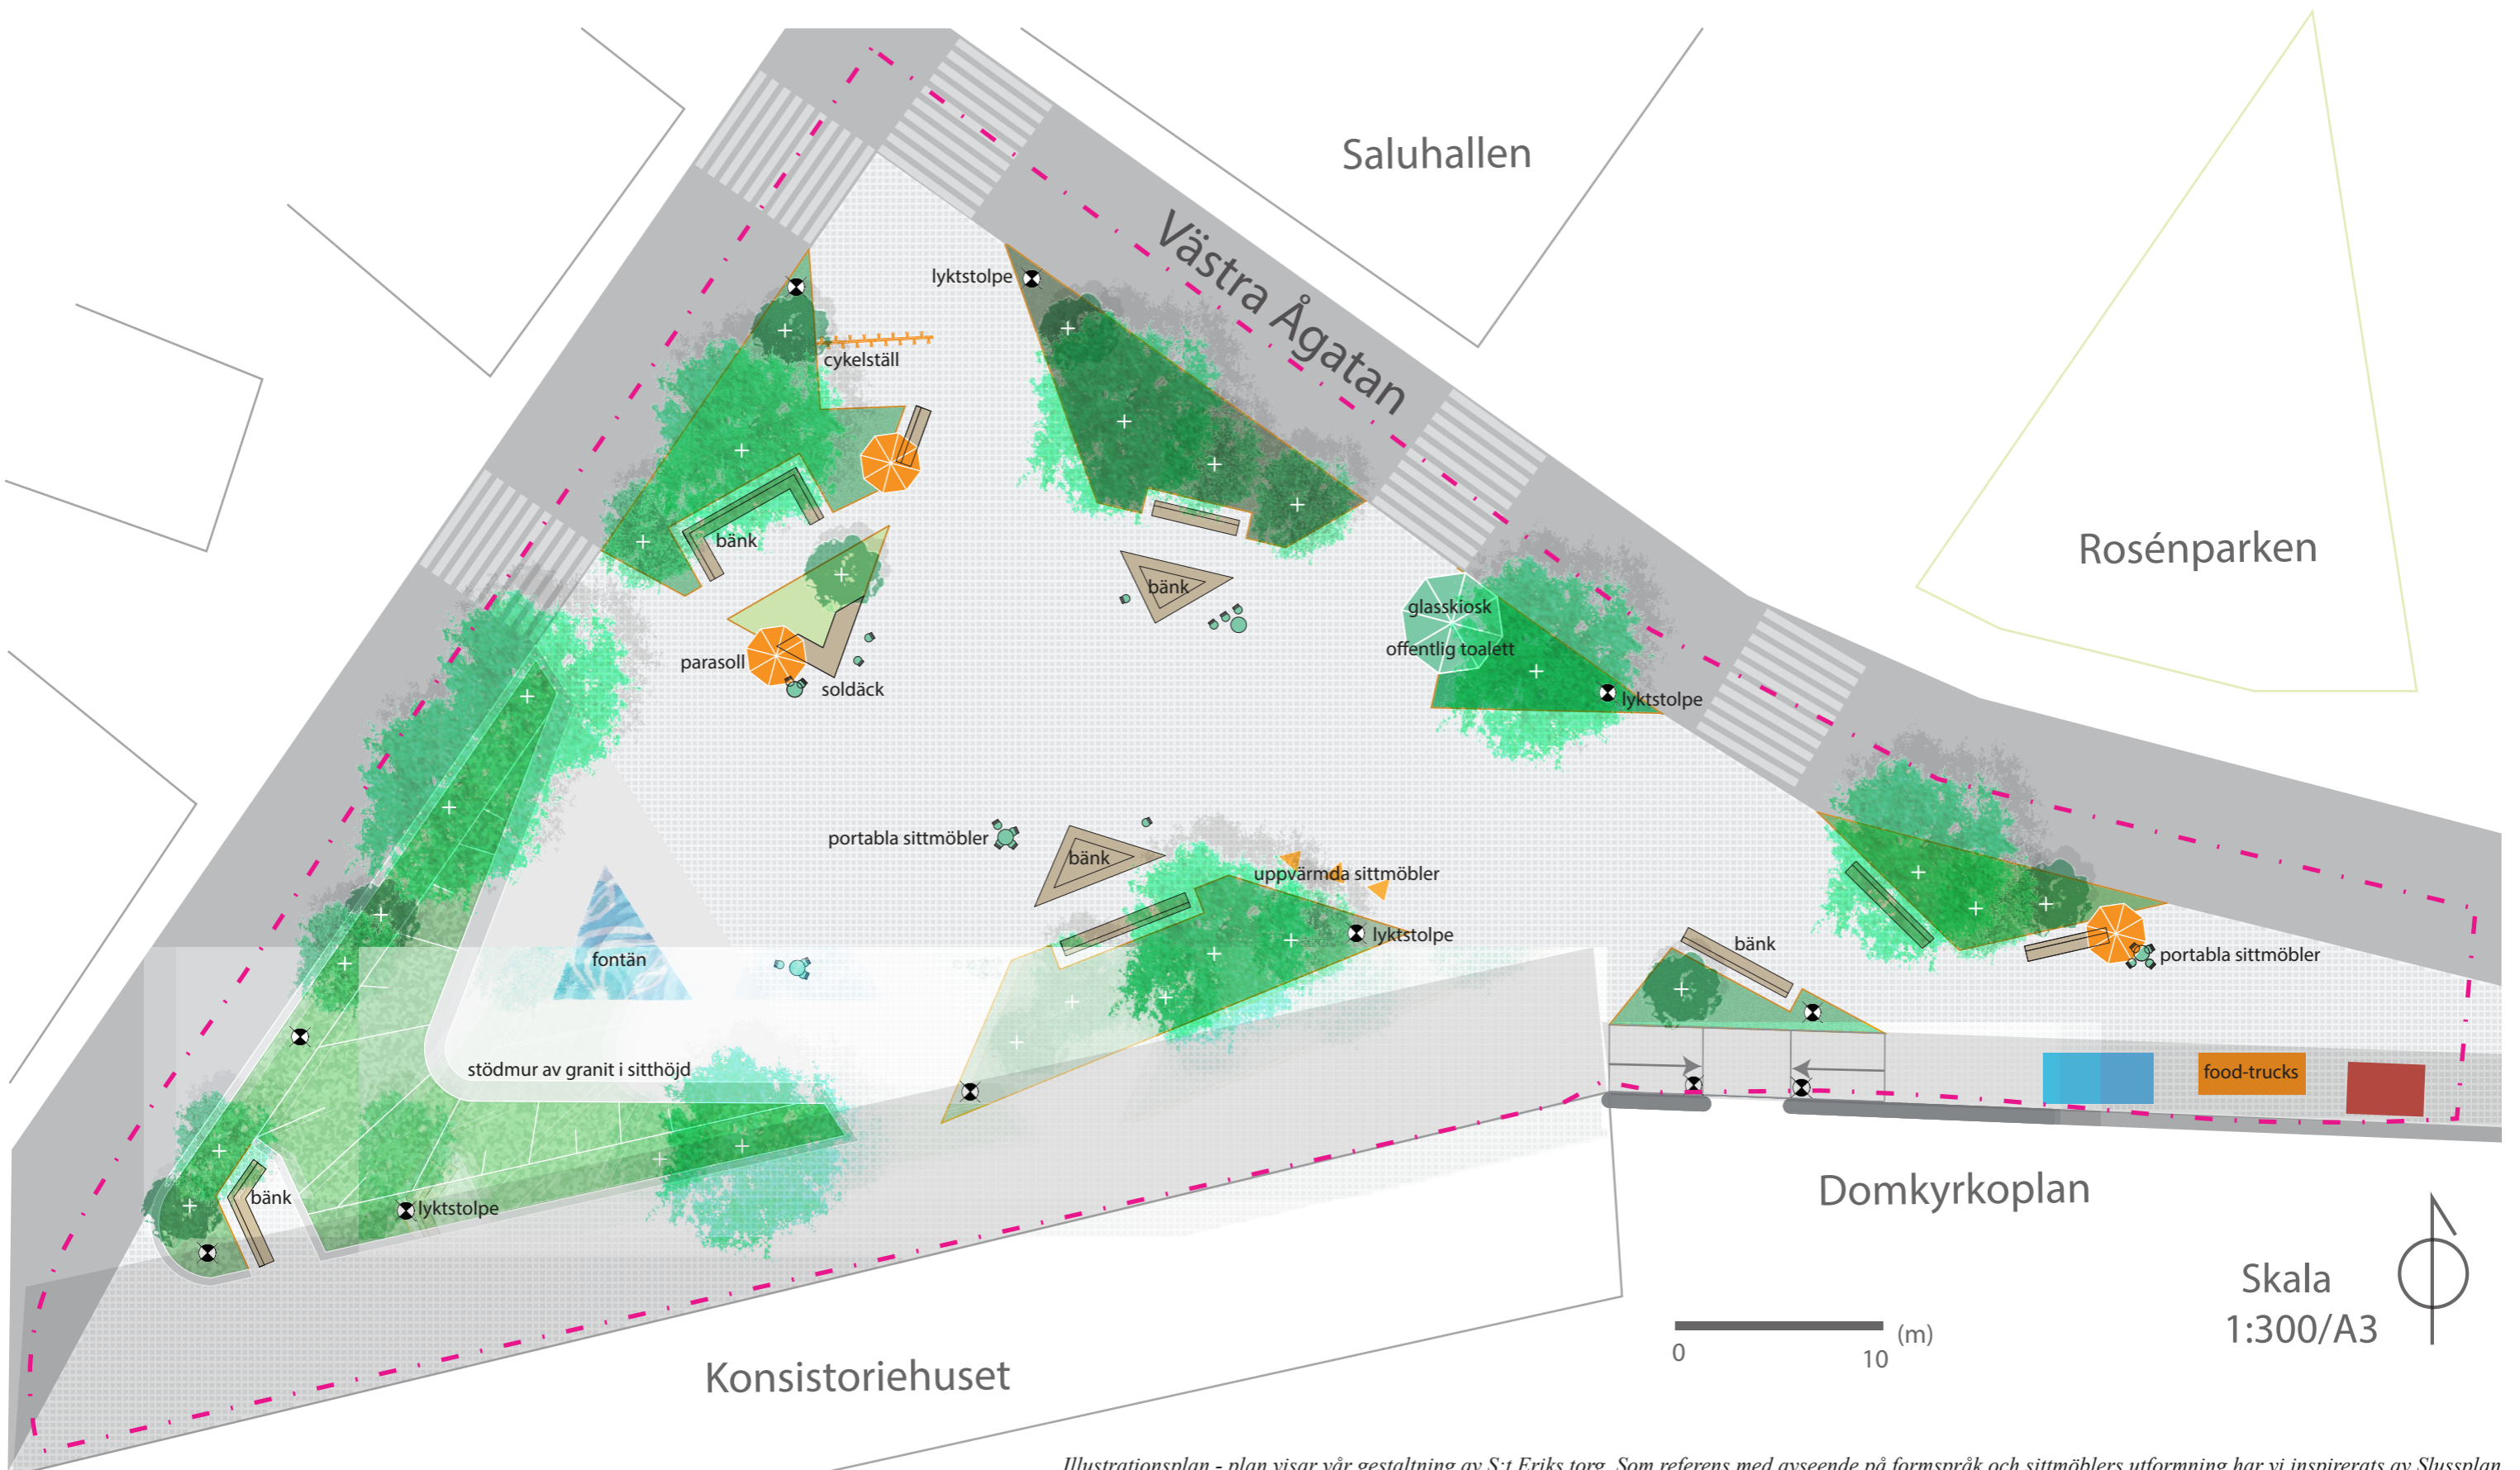 Saluhallen
Västra Ågatan
lyktstolpe
cykelställ
Rosénparken
bänk
bänk
glasskiosk
offentlig toalett
parasoll
soldäck
lyktstolpe
portabla sittmöbler
bänk
uppvärmda sittmöbler
lyktstolpe
bänk
portabla sittmöbler
fontän
stödmur av granit i sitthöjd
food-trucks
bänk
lyktstolpe
Domkyrkoplan
Skala
1:300/A3
(m)
0
10
Konsistoriehuset
Illustrationsplan - plan visar vår gestaltning av S:t Eriks torg. Som referens med avseende på formspråk och sittmöblers utformning har vi inspirerats av Slussplan